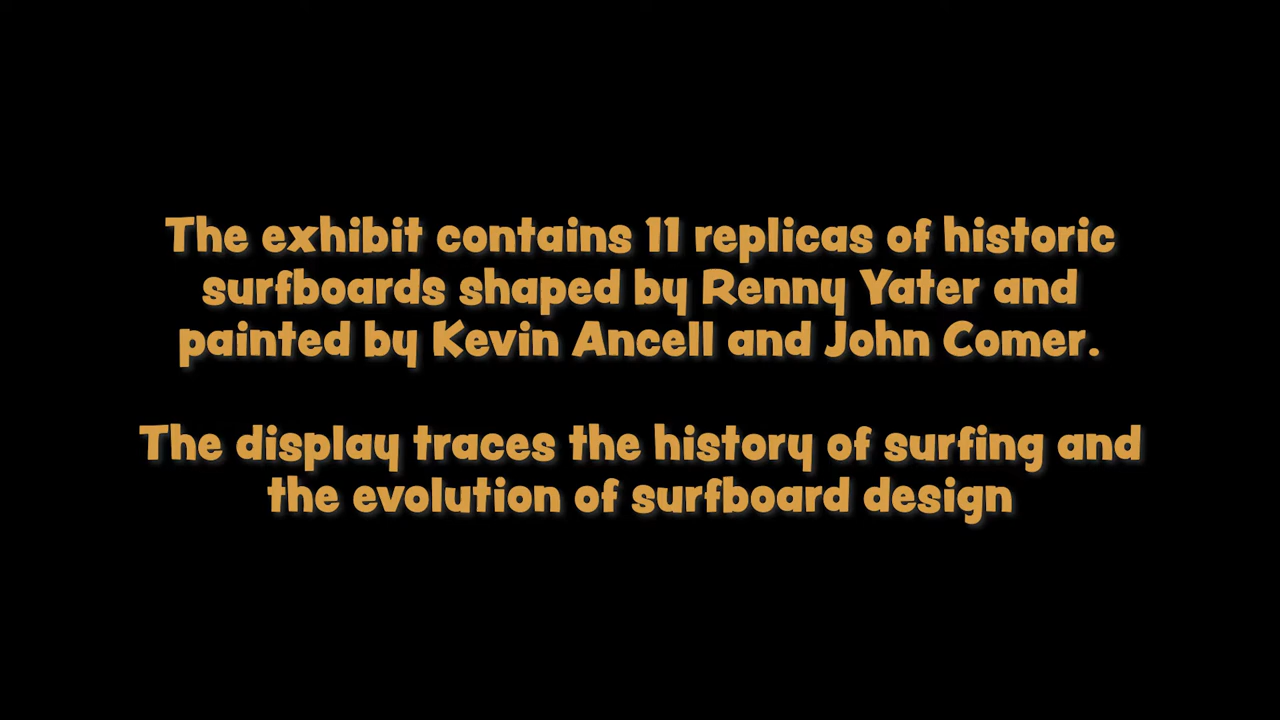 The exhibit contains 11 replicas of historic
surfboards shaped by Renny Yater and
painted by Kevin Ancell and John Comer.
The display traces the history of surfing and
the evolution of surfboard design